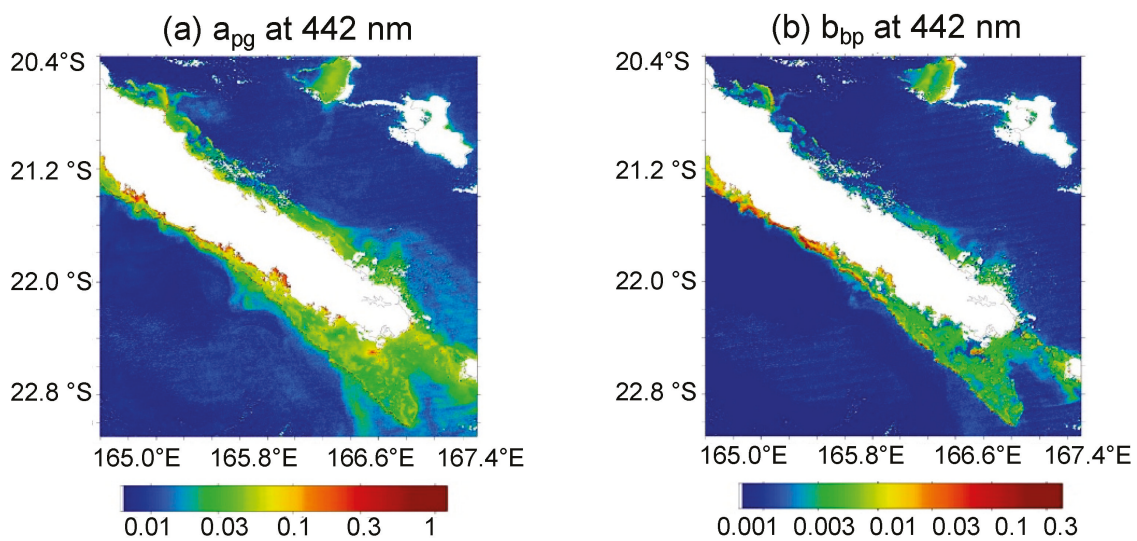 (a) apg at 442 nm
20.4°S
21.2 °S
22.0 °S
22.8 °S
165.0°E 165.8°E 166.6°E 167.4°E
0.01 0.03 0.1 0.3 1
(b) bbp at 442 nm
20.4°S
21.2 °S
22.0 °S
22.8 °S
165.0°E 165.8°E 166.6°E 167.4°E
0.001 0.003 0.01 0.03 0.1 0.3